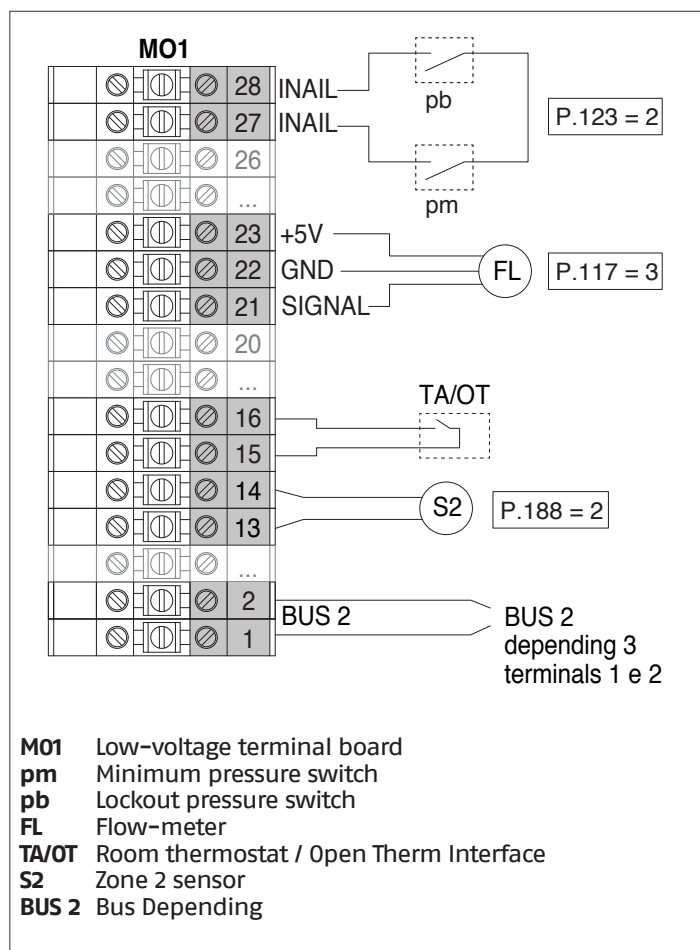 MO1
28 INAIL
pb
27 INAIL
P.123 = 2
26
pm
...
23 +5V
22 GND FL P.117 = 3
21 SIGNAL
20
...
TA/OT
16
15
14
S2 P.188 = 2
13
...
2
BUS 2 BUS 2
1
depending 3
terminals 1 e 2
M01 Low-voltage terminal board
pm Minimum pressure switch
pb Lockout pressure switch
FL Flow-meter
TA/OT Room thermostat / Open Therm Interface
S2 Zone 2 sensor
BUS 2 Bus Depending